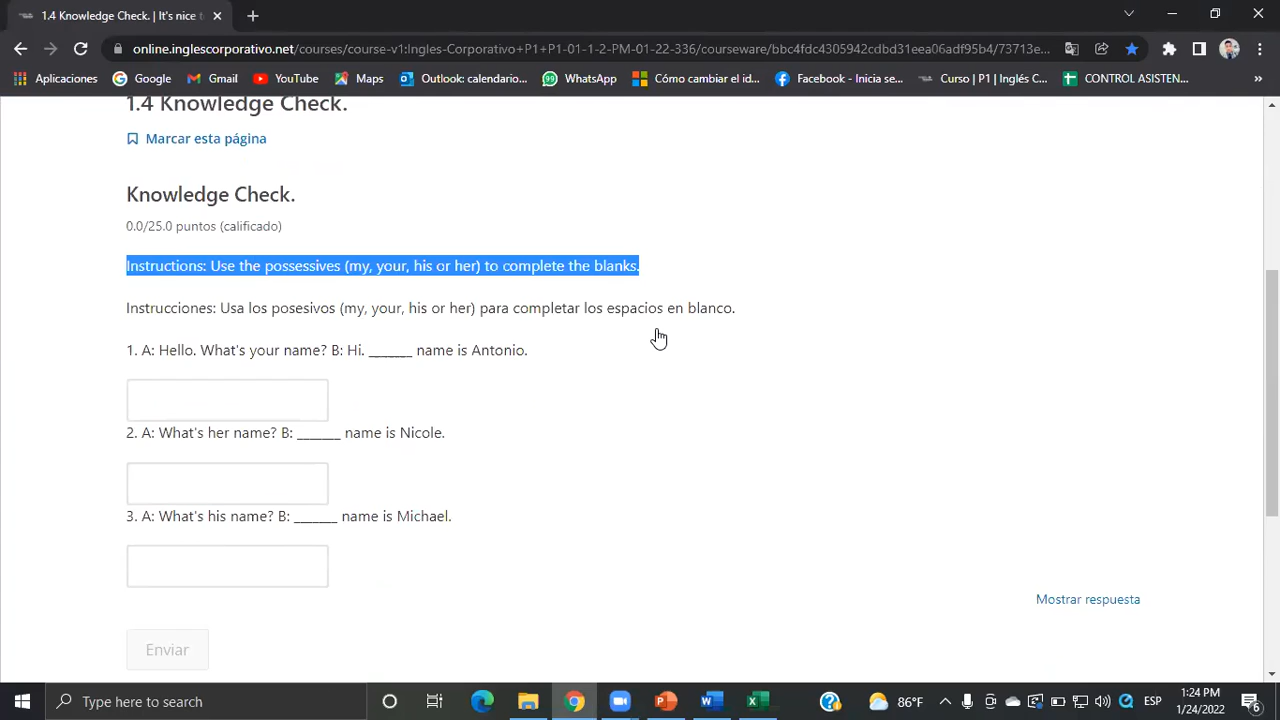 1.4 Knowledge Check. | It's nice t
online.inglescorporativo.net/courses/course-v1:Ingles-Corporativo+P1+P1-01-1-2-PM-01-22-336/courseware/bbc4fdc4305942cdbd31eea06adf95b4/73713e...
Aplicaciones Google Gmail YouTube Maps Outlook: calendario... WhatsApp Cómo cambiar el id... Facebook - Inicia se... Curso | P1 | Inglés C... CONTROL ASISTEN... »
1.4 Knowledge Check.
Marcar esta página
Knowledge Check.
0.0/25.0 puntos (calificado)
Instructions: Use the possessives (my, your, his or her) to complete the blanks.
Instrucciones: Usa los posesivos (my, your, his or her) para completar los espacios en blanco.
1. A: Hello. What's your name? B: Hi. _______ name is Antonio.
2. A: What's her name? B: _______ name is Nicole.
3. A: What's his name? B: _______ name is Michael.
Mostrar respuesta
Enviar
Type here to search
86°F
ESP
1:24 PM
1/24/2022
6